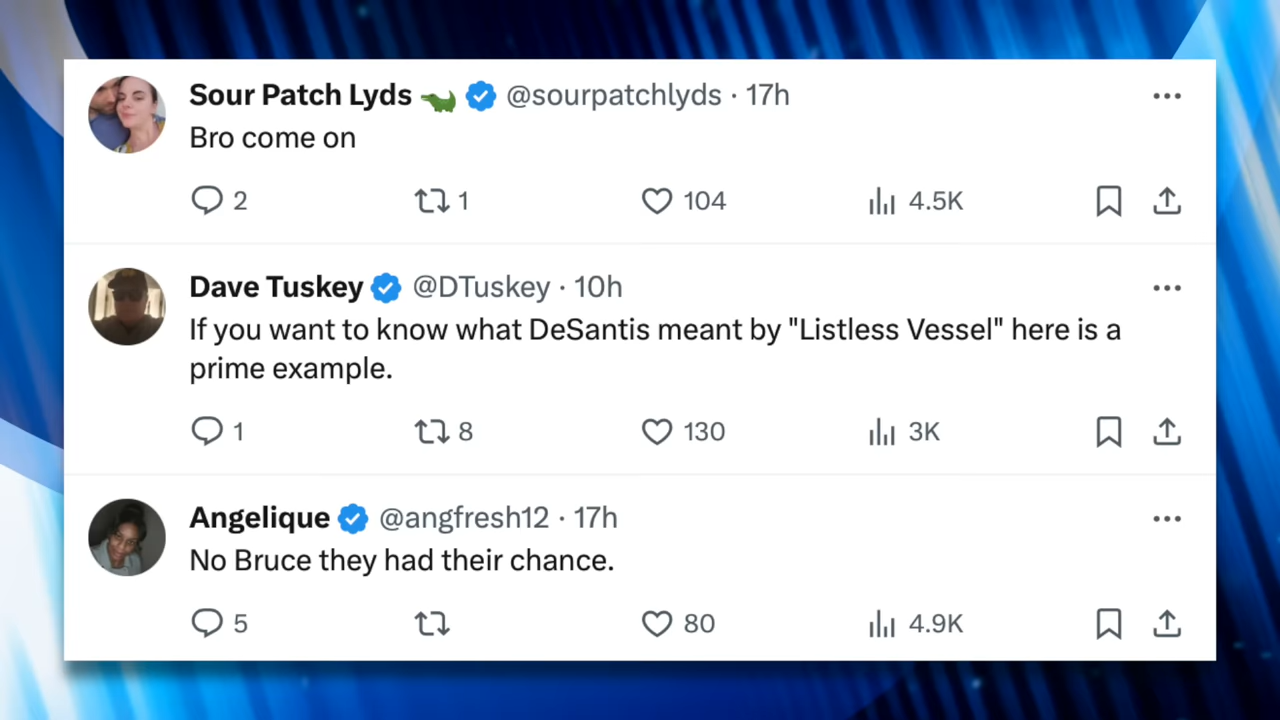 Sour Patch Lyds 🐊 @sourpatchlyds · 17h
Bro come on
2 1 104 4.5K
Dave Tuskey @DTuskey · 10h
If you want to know what DeSantis meant by "Listless Vessel" here is a
prime example.
1 8 130 3K
Angelique @angfresh12 · 17h
No Bruce they had their chance.
5 80 4.9K